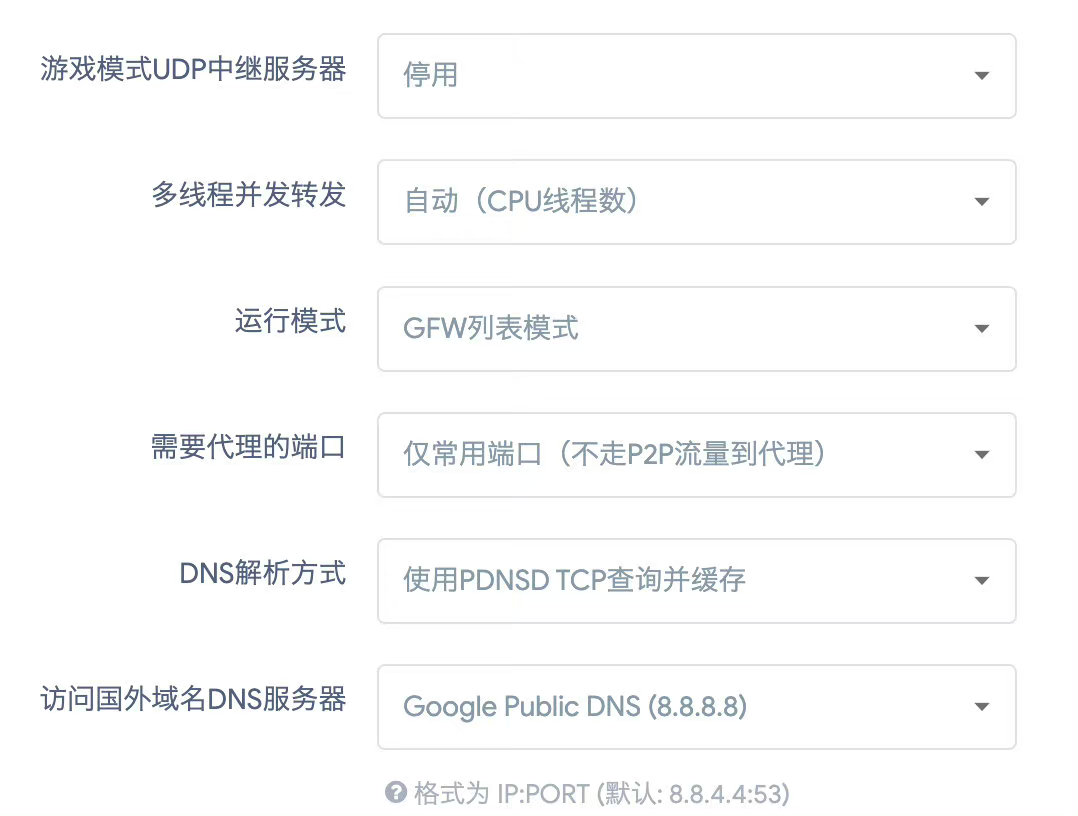 游戏模式UDP中继服务器
停用
多线程并发转发
自动（CPU线程数）
运行模式
GFW列表模式
需要代理的端口
仅常用端口（不走P2P流量到代理）
DNS解析方式
使用PDNSD TCP查询并缓存
访问国外域名DNS服务器
Google Public DNS (8.8.8.8)
格式为 IP:PORT (默认: 8.8.4.4:53)